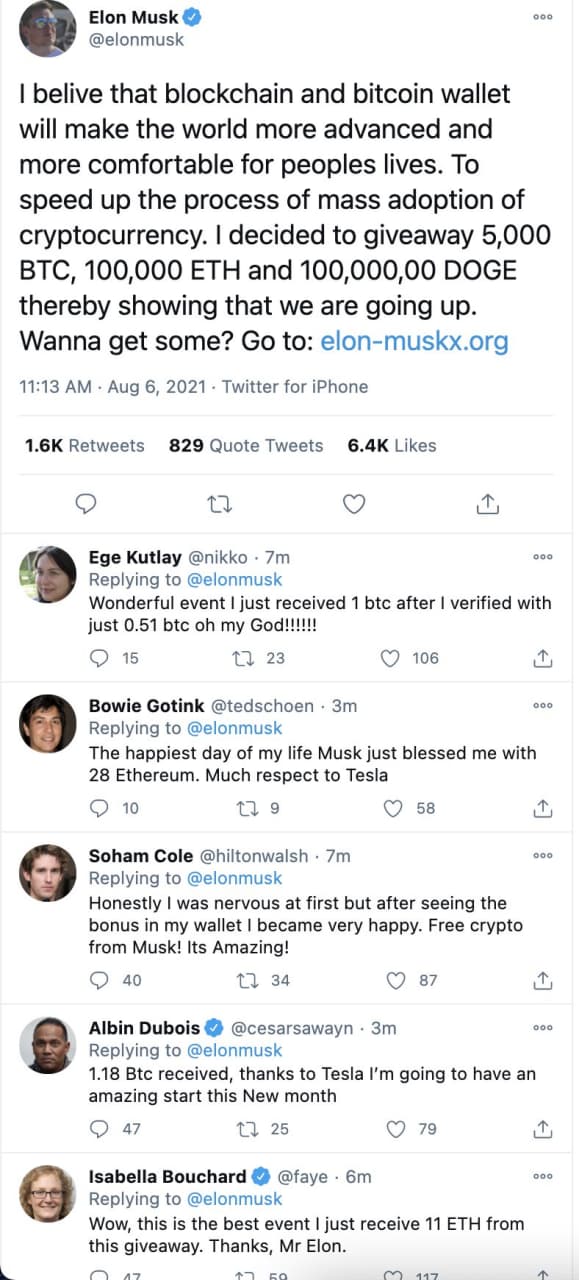 Elon Musk
@elonmusk
I belive that blockchain and bitcoin wallet
will make the world more advanced and
more comfortable for peoples lives. To
speed up the process of mass adoption of
cryptocurrency. I decided to giveaway 5,000
BTC, 100,000 ETH and 100,000,00 DOGE
thereby showing that we are going up.
Wanna get some? Go to: elon-muskx.org
11:13 AM · Aug 6, 2021 · Twitter for iPhone
1.6K Retweets 829 Quote Tweets 6.4K Likes
Ege Kutlay @nikko · 7m
Replying to @elonmusk
Wonderful event I just received 1 btc after I verified with
just 0.51 btc oh my God!!!!!!
15 23 106
Bowie Gotink @tedschoen · 3m
Replying to @elonmusk
The happiest day of my life Musk just blessed me with
28 Ethereum. Much respect to Tesla
10 9 58
Soham Cole @hiltonwalsh · 7m
Replying to @elonmusk
Honestly I was nervous at first but after seeing the
bonus in my wallet I became very happy. Free crypto
from Musk! Its Amazing!
40 34 87
Albin Dubois @cesarsawayn · 3m
Replying to @elonmusk
1.18 Btc received, thanks to Tesla I’m going to have an
amazing start this New month
47 25 79
Isabella Bouchard @faye · 6m
Replying to @elonmusk
Wow, this is the best event I just receive 11 ETH from
this giveaway. Thanks, Mr Elon.
47 59 117